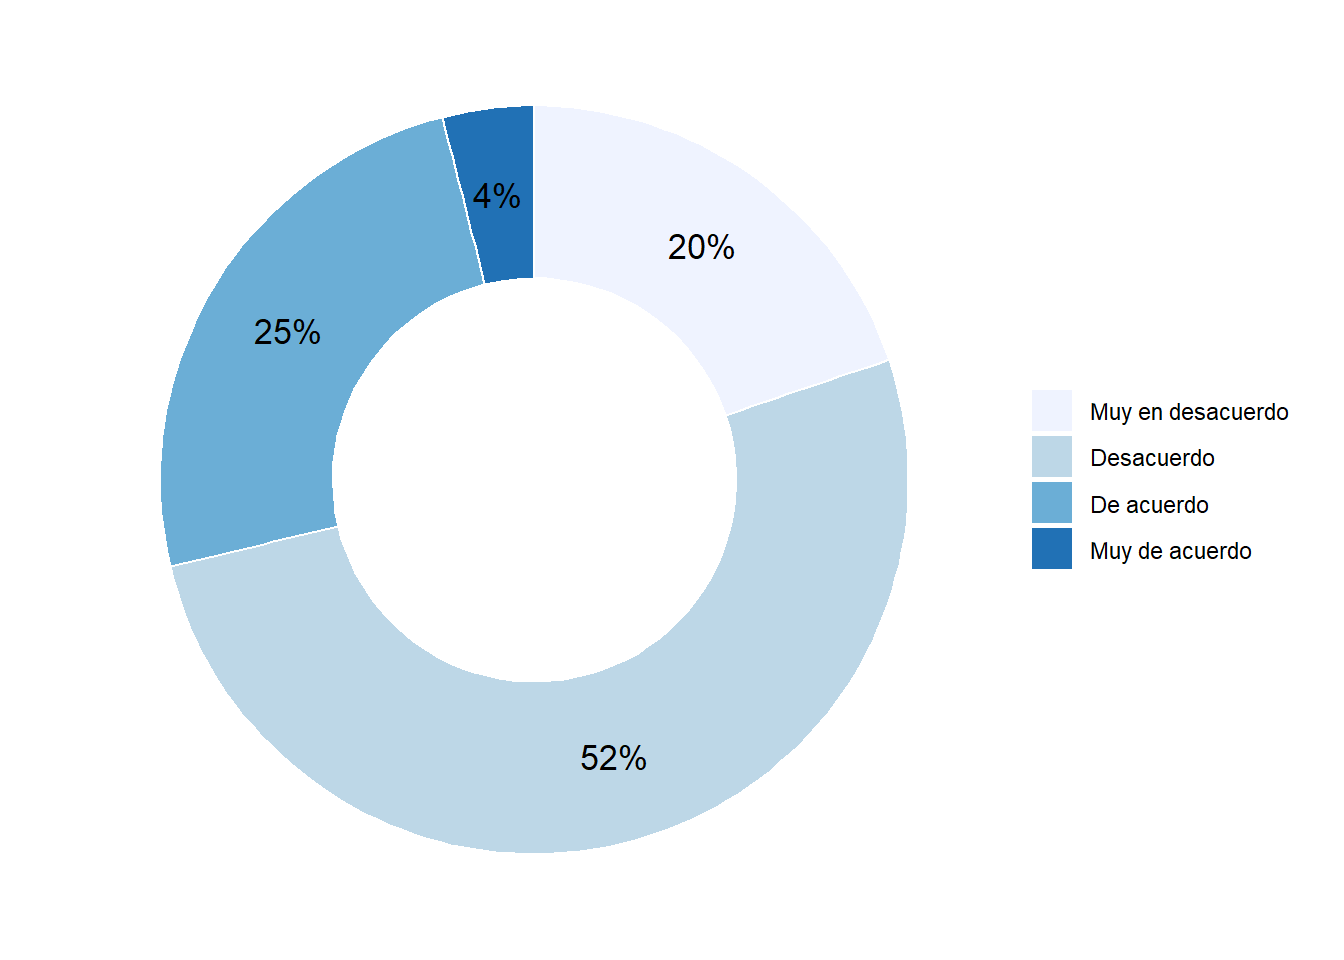 4%
20%
25%
52%
Muy en desacuerdo
Desacuerdo
De acuerdo
Muy de acuerdo